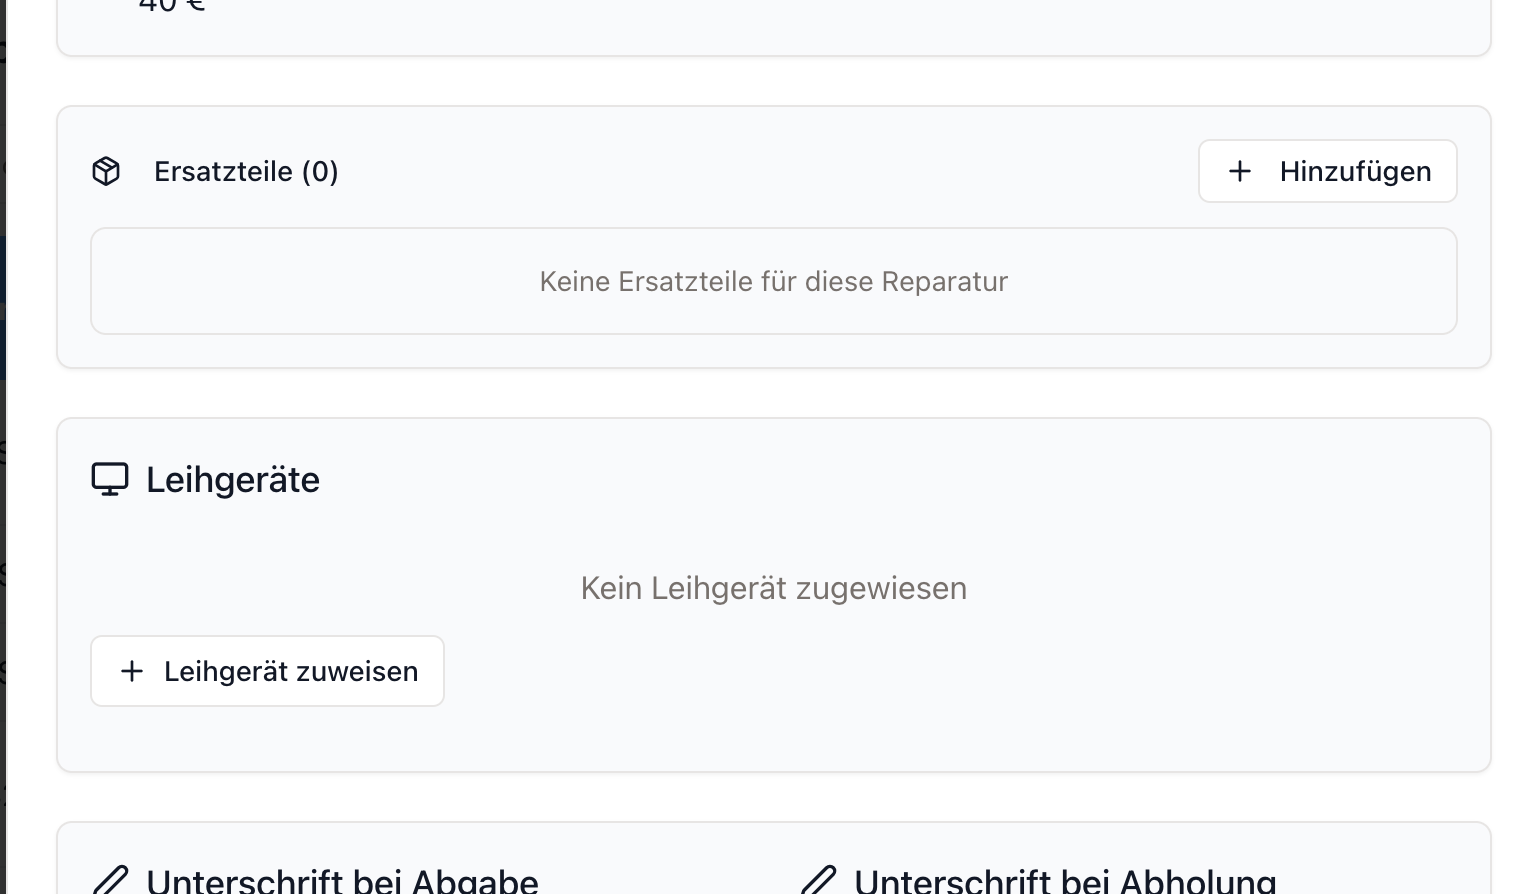 40 €
Ersatzteile (0)
Hinzufügen
Keine Ersatzteile für diese Reparatur
Leihgeräte
Kein Leihgerät zugewiesen
Leihgerät zuweisen
Unterschrift bei Abgabe
Unterschrift bei Abholung